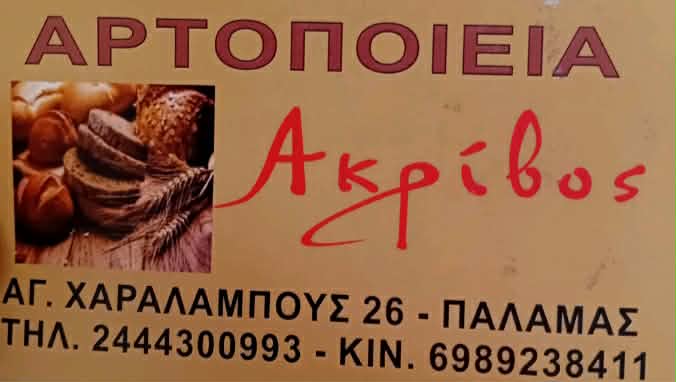 ΑΡΤΟΠΟΙΕΙΑ
Ακρίβος
ΑΓ. ΧΑΡΑΛΑΜΠΟΥΣ 26 - ΠΑΛΑΜΑΣ
ΤΗΛ. 2444300993 - ΚΙΝ. 6989238411